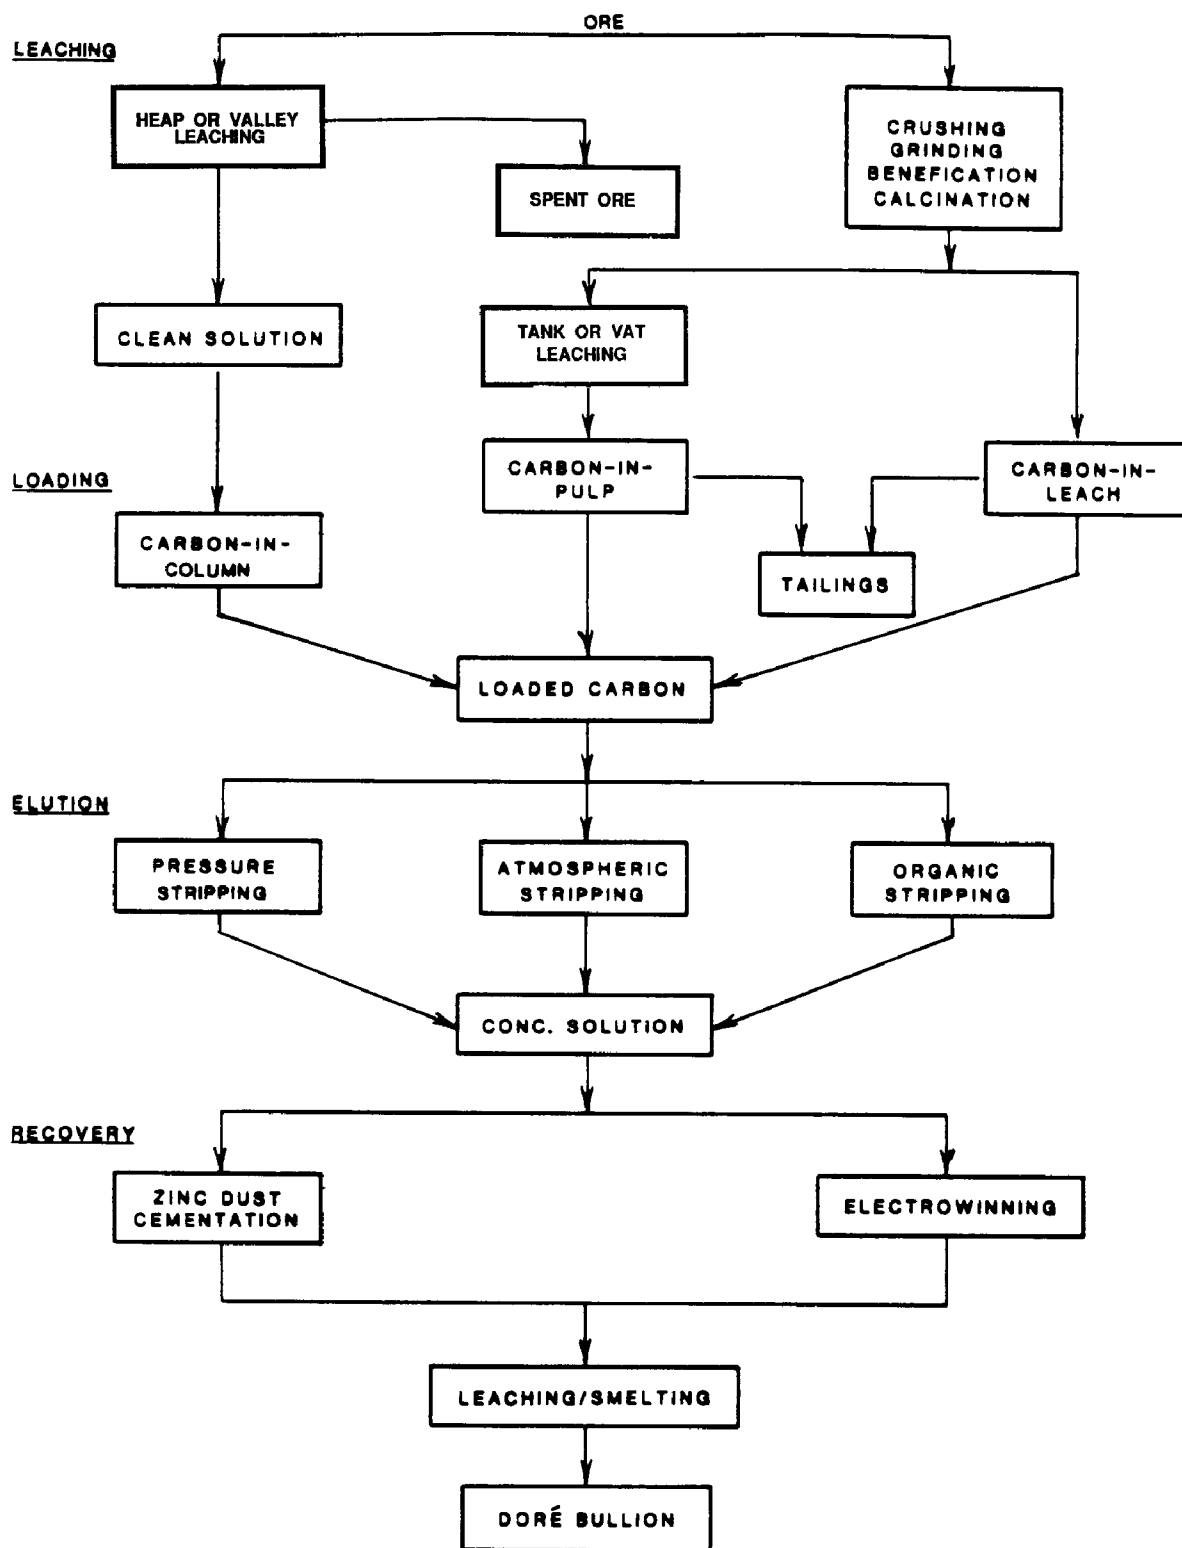 ORE
LEACHING
HEAP OR VALLEY
LEACHING
CRUSHING
GRINDING
BENEFICATION
CALCINATION
SPENT ORE
CLEAN SOLUTION
TANK OR VAT
LEACHING
LOADING
CARBON-IN-
PULP
CARBON-IN-
LEACH
CARBON-IN-
COLUMN
TAILINGS
LOADED CARBON
ELUTION
PRESSURE
STRIPPING
ATMOSPHERIC
STRIPPING
ORGANIC
STRIPPING
CONC. SOLUTION
RECOVERY
ZINC DUST
CEMENTATION
ELECTROWINNING
LEACHING/SMELTING
DORÉ BULLION